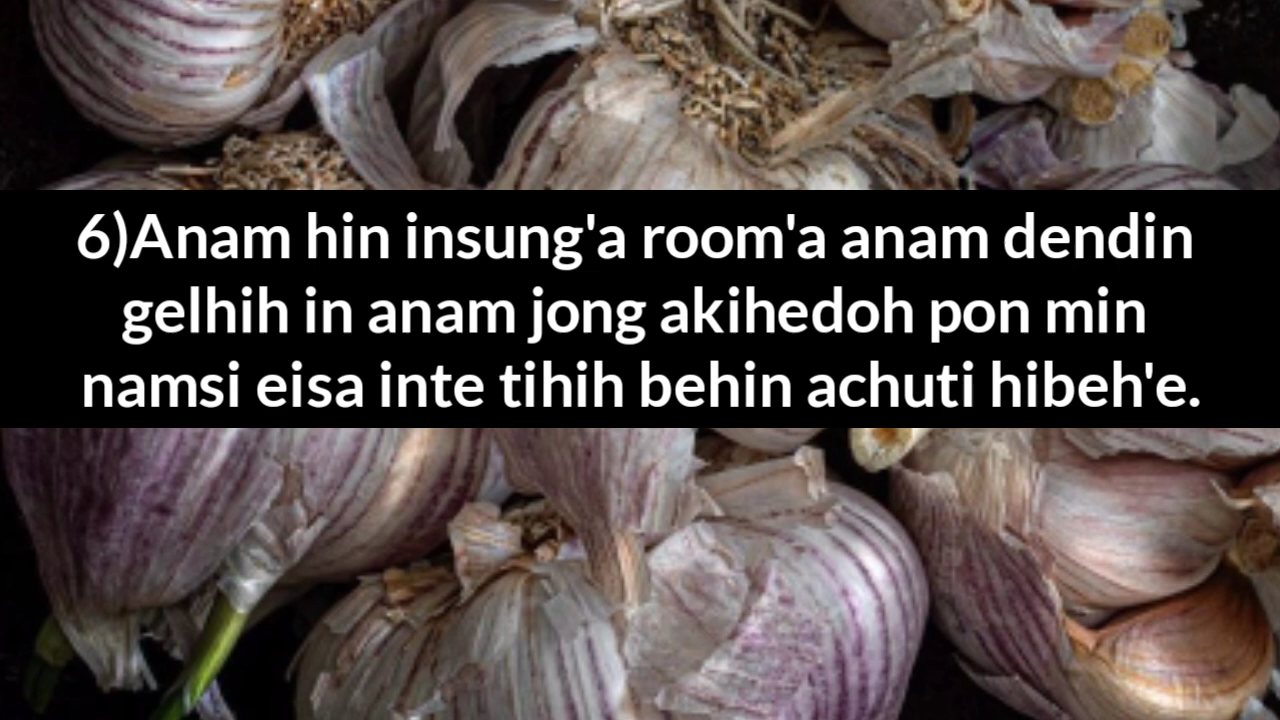 6)Anam hin insung'a room'a anam dendin
gelhih in anam jong akihedoh pon min
namsi eisa inte tihih behin achuti hibeh'e.